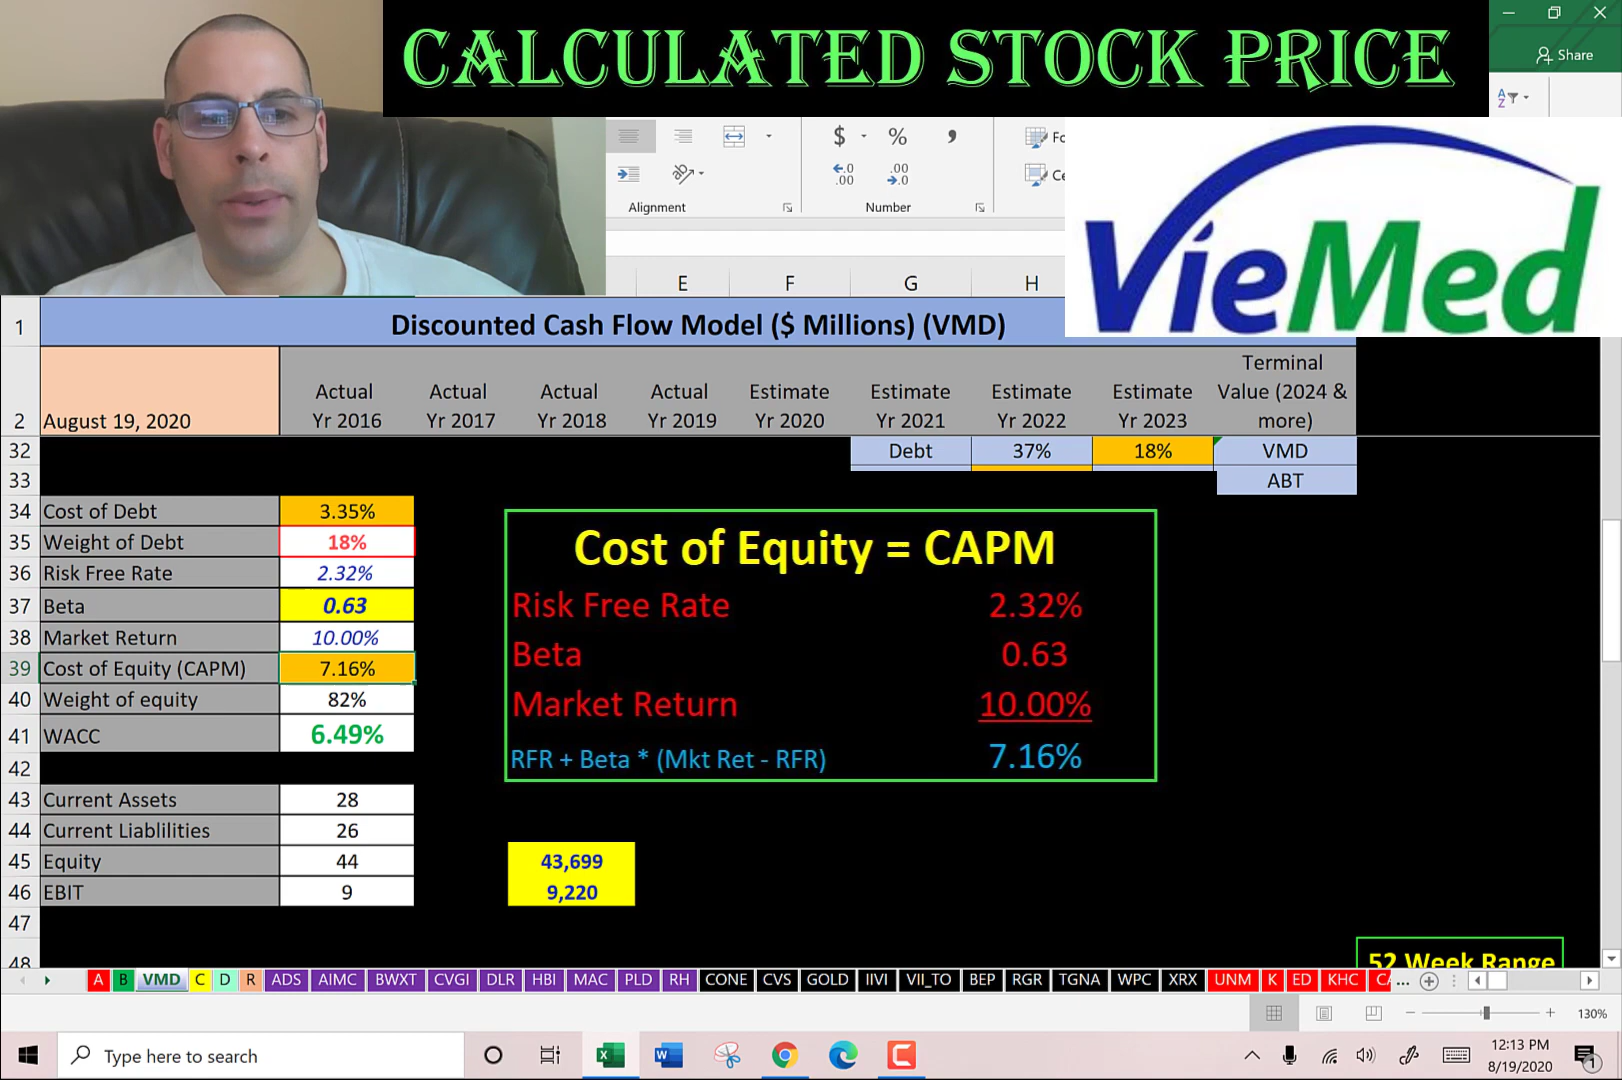 CALCULATED STOCK PRICE
Share
Alignment
Number
VieMed
E F G H
1 Discounted Cash Flow Model ($ Millions) (VMD)
2 August 19, 2020 Actual Yr 2016 Actual Yr 2017 Actual Yr 2018 Actual Yr 2019 Estimate Yr 2020 Estimate Yr 2021 Estimate Yr 2022 Estimate Yr 2023 Terminal Value (2024 & more)
32 Debt 37% 18% VMD
33 ABT
34 Cost of Debt 3.35%
35 Weight of Debt 18%
36 Risk Free Rate 2.32%
37 Beta 0.63
38 Market Return 10.00%
39 Cost of Equity (CAPM) 7.16%
40 Weight of equity 82%
41 WACC 6.49%
42
43 Current Assets 28
44 Current Liablilities 26
45 Equity 44 43,699
46 EBIT 9 9,220
47
48
Cost of Equity = CAPM
Risk Free Rate 2.32%
Beta 0.63
Market Return 10.00%
RFR + Beta * (Mkt Ret - RFR) 7.16%
52 Week Range
A B VMD C D R ADS AIMC BWXT CVGI DLR HBI MAC PLD RH CONE CVS GOLD IIVI VII_TO BEP RGR TGNA WPC XRX UNM K ED KHC ...
130%
Type here to search
12:13 PM
8/19/2020
1